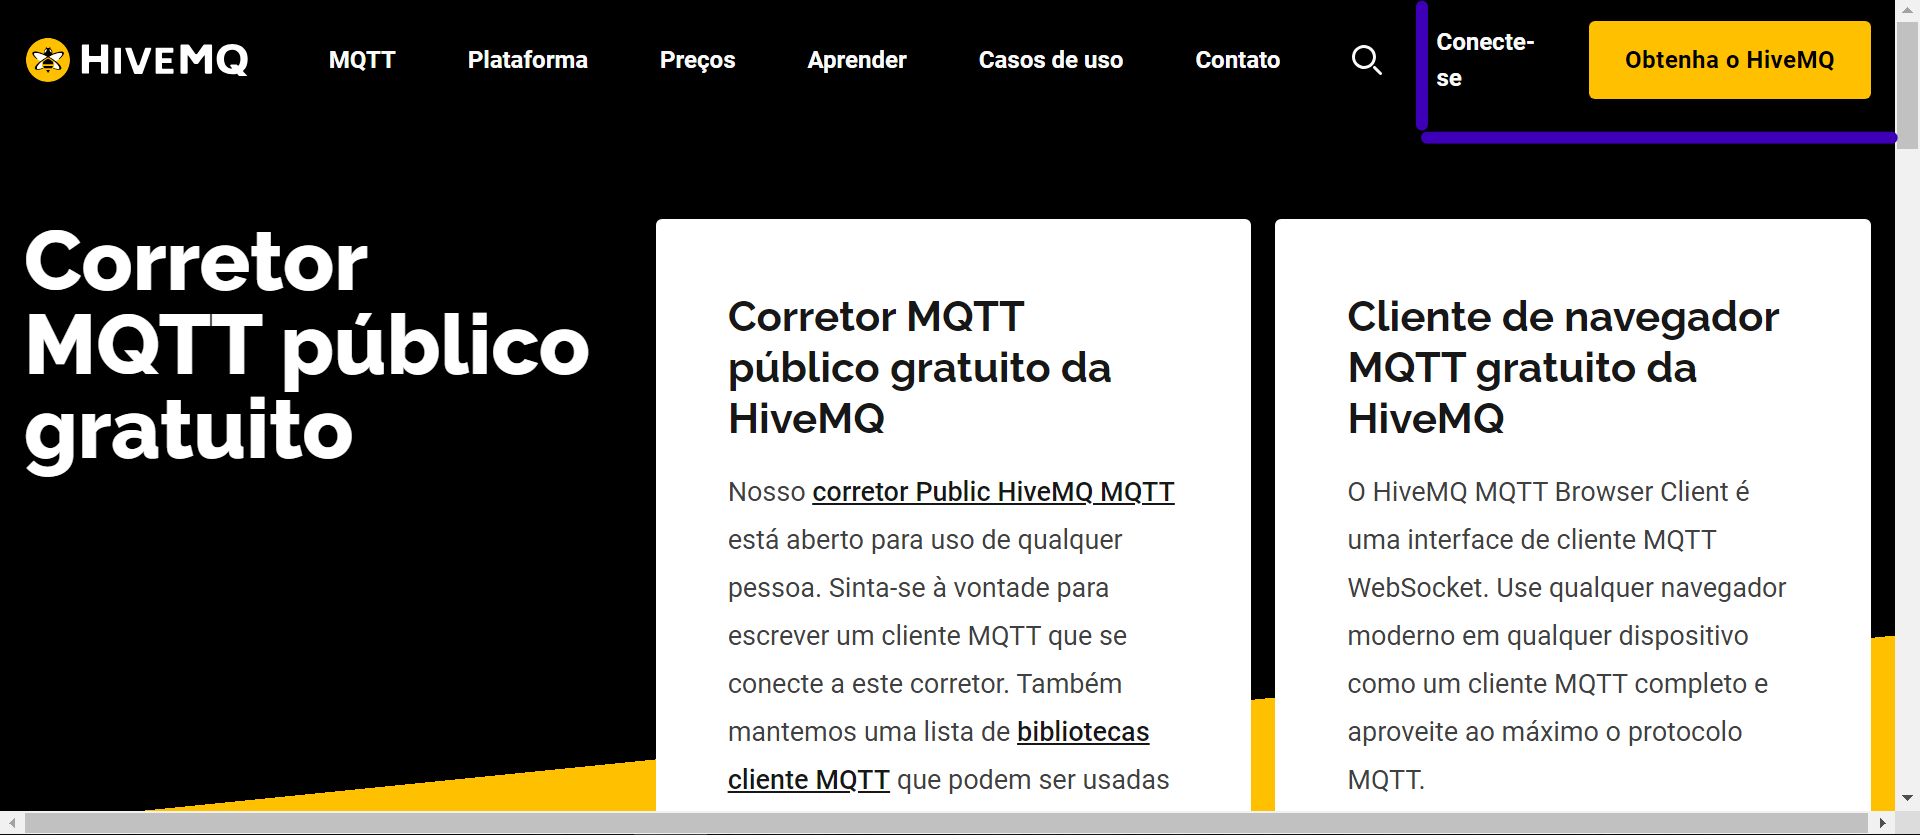 HIVEMQ
MQTT
Plataforma
Preços
Aprender
Casos de uso
Contato
Conecte-
se
Obtenha o HiveMQ
Corretor
MQTT público
gratuito
Corretor MQTT
público gratuito da
HiveMQ
Nosso corretor Public HiveMQ MQTT
está aberto para uso de qualquer
pessoa. Sinta-se à vontade para
escrever um cliente MQTT que se
conecte a este corretor. Também
mantemos uma lista de bibliotecas
cliente MQTT que podem ser usadas
Cliente de navegador
MQTT gratuito da
HiveMQ
O HiveMQ MQTT Browser Client é
uma interface de cliente MQTT
WebSocket. Use qualquer navegador
moderno em qualquer dispositivo
como um cliente MQTT completo e
aproveite ao máximo o protocolo
MQTT.